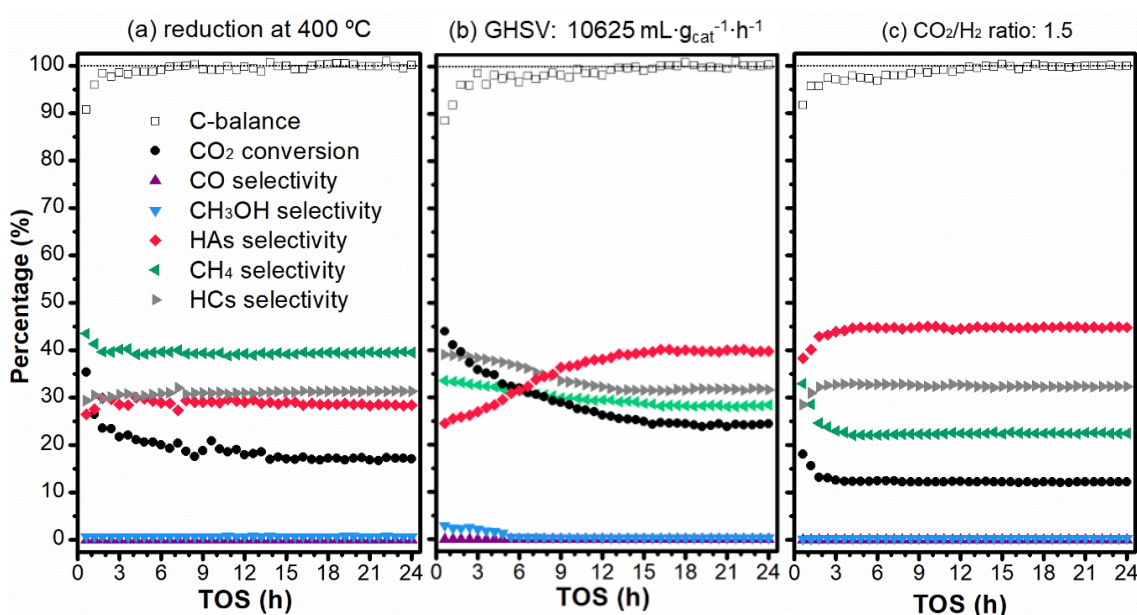 (a) reduction at 400 ºC
(b) GHSV: 10625 mL·g_cat⁻¹·h⁻¹
(c) CO₂/H₂ ratio: 1.5
Percentage (%)
100
90
80
70
60
50
40
30
20
10
0
C-balance
CO₂ conversion
CO selectivity
CH₃OH selectivity
HAs selectivity
CH₄ selectivity
HCs selectivity
0 3 6 9 12 15 18 21 24
0 3 6 9 12 15 18 21 24
0 3 6 9 12 15 18 21 24
TOS (h)
TOS (h)
TOS (h)